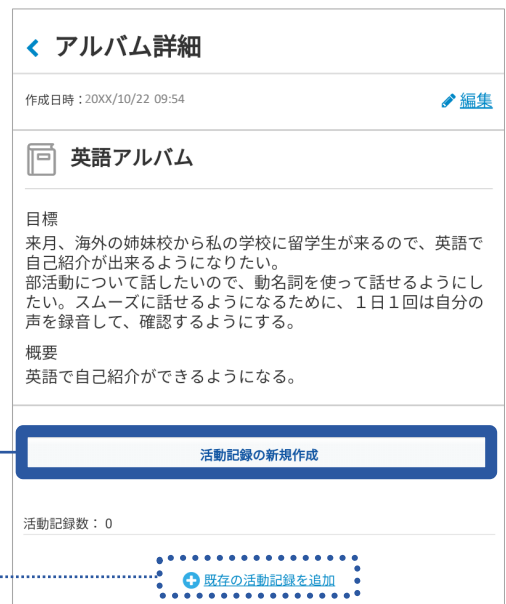 アルバム詳細
作成日時：20XX/10/22 09:54
編集
英語アルバム
目標
来月、海外の姉妹校から私の学校に留学生が来るので、英語で
自己紹介が出来るようになりたい。
部活動について話したいので、動名詞を使って話せるようにし
たい。スムーズに話せるようになるために、１日１回は自分の
声を録音して、確認するようにする。
概要
英語で自己紹介ができるようになる。
活動記録の新規作成
活動記録数： 0
既存の活動記録を追加